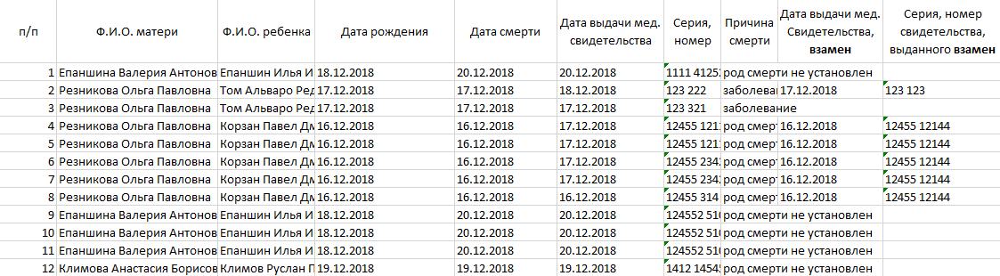 п/п Ф.И.О. матери Ф.И.О. ребенка Дата рождения Дата смерти Дата выдачи мед. свидетельства Серия, номер Причина смерти Дата выдачи мед. Свидетельства, взамен Серия, номер свидетельства, выданного взамен
1 Епаншина Валерия Антонов Епаншин Илья И 18.12.2018 20.12.2018 20.12.2018 1111 4125 род смерти не установлен
2 Резникова Ольга Павловна Том Альваро Ред 17.12.2018 17.12.2018 18.12.2018 123 222 заболева 17.12.2018 123 123
3 Резникова Ольга Павловна Том Альваро Ред 17.12.2018 17.12.2018 17.12.2018 123 321 заболевание
4 Резникова Ольга Павловна Корзан Павел Дм 16.12.2018 16.12.2018 17.12.2018 12455 121 род смерт 16.12.2018 12455 12144
5 Резникова Ольга Павловна Корзан Павел Дм 16.12.2018 16.12.2018 17.12.2018 12455 121 род смерт 16.12.2018 12455 12144
6 Резникова Ольга Павловна Корзан Павел Дм 16.12.2018 16.12.2018 17.12.2018 12455 234 род смерт 16.12.2018 12455 12144
7 Резникова Ольга Павловна Корзан Павел Дм 16.12.2018 16.12.2018 17.12.2018 12455 234 род смерт 16.12.2018 12455 12144
8 Резникова Ольга Павловна Корзан Павел Дм 16.12.2018 16.12.2018 16.12.2018 12455 314 род смерт 16.12.2018 12455 12144
9 Епаншина Валерия Антонов Епаншин Илья И 18.12.2018 20.12.2018 20.12.2018 124552 51 род смерти не установлен
10 Епаншина Валерия Антонов Епаншин Илья И 18.12.2018 20.12.2018 20.12.2018 124552 51 род смерти не установлен
11 Епаншина Валерия Антонов Епаншин Илья И 18.12.2018 20.12.2018 20.12.2018 124552 51 род смерти не установлен
12 Климова Анастасия Борисов Климов Руслан П 19.12.2018 19.12.2018 19.12.2018 1412 1454 род смерти не установлен